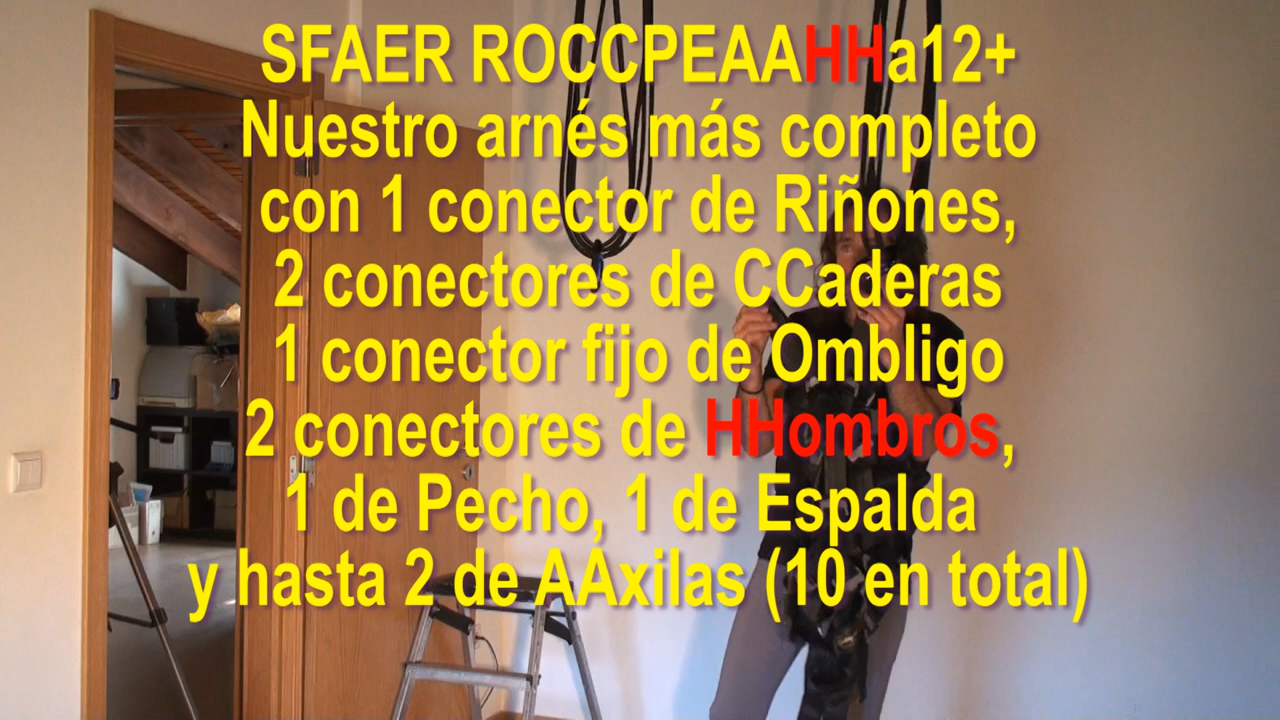 SFAER ROCCPEAAHHa12+
Nuestro arnés más completo
con 1 conector de Riñones,
2 conectores de CCaderas
1 conector fijo de Ombligo
2 conectores de HHombros,
1 de Pecho, 1 de Espalda
y hasta 2 de AAxilas (10 en total)